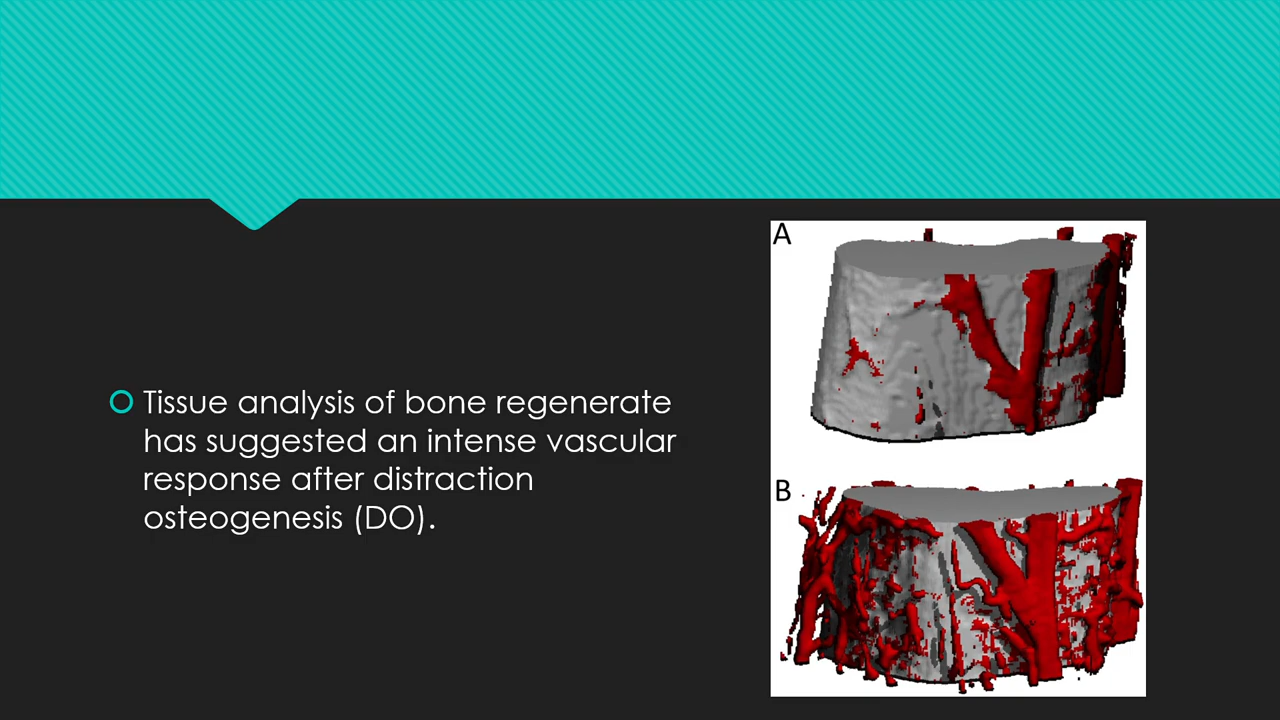 Tissue analysis of bone regenerate
has suggested an intense vascular
response after distraction
osteogenesis (DO).
A
B